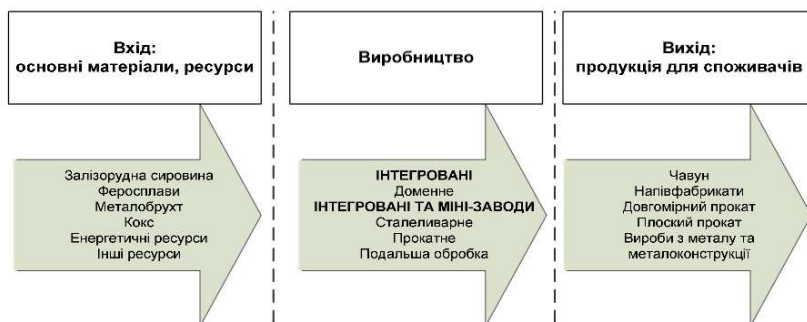 Вхід:
основні матеріали, ресурси
Виробництво
Вихід:
продукція для споживачів
Залізорудна сировина
Феросплави
Металобрухт
Кокс
Енергетичні ресурси
Інші ресурси
ІНТЕГРОВАНІ
Доменне
ІНТЕГРОВАНІ ТА МІНІ-ЗАВОДИ
Сталеливарне
Прокатне
Подальша обробка
Чавун
Напівфабрикати
Довгомірний прокат
Плоский прокат
Вироби з металу та
металоконструкції